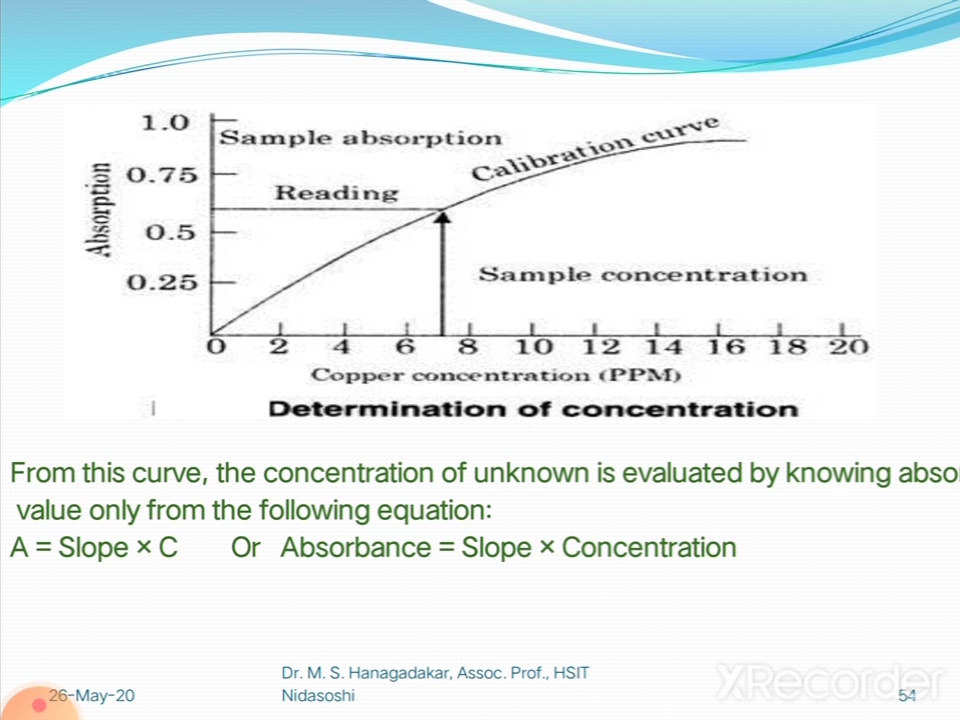 1.0
Sample absorption
Calibration curve
0.75
Reading
Absorption
0.5
0.25
Sample concentration
0 2 4 6 8 10 12 14 16 18 20
Copper concentration (PPM)
Determination of concentration
From this curve, the concentration of unknown is evaluated by knowing abso
value only from the following equation:
A = Slope × C Or Absorbance = Slope × Concentration
Dr. M. S. Hanagadakar, Assoc. Prof., HSIT
Nidasoshi
26-May-20
54
XRecorder